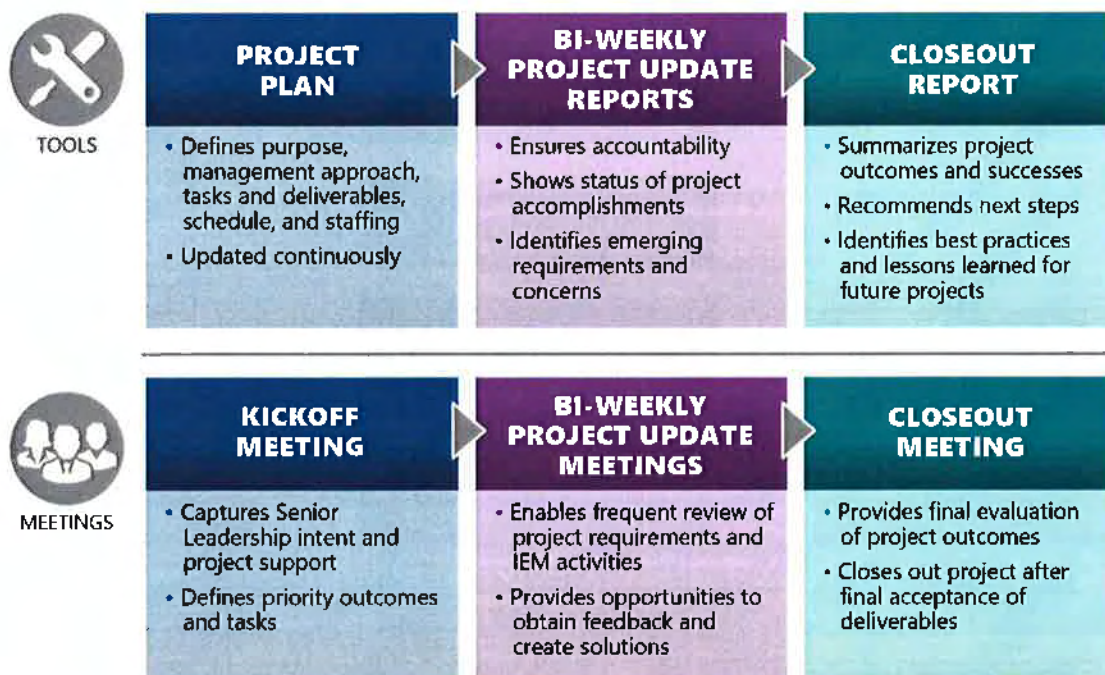 TOOLS
PROJECT
PLAN
• Defines purpose,
management approach,
tasks and deliverables,
schedule, and staffing
• Updated continuously
BI-WEEKLY
PROJECT UPDATE
REPORTS
• Ensures accountability
• Shows status of project
accomplishments
• Identifies emerging
requirements and
concerns
CLOSEOUT
REPORT
• Summarizes project
outcomes and successes
• Recommends next steps
• Identifies best practices
and lessons learned for
future projects
MEETINGS
KICKOFF
MEETING
• Captures Senior
Leadership intent and
project support
• Defines priority outcomes
and tasks
BI-WEEKLY
PROJECT UPDATE
MEETINGS
• Enables frequent review of
project requirements and
IEM activities
• Provides opportunities to
obtain feedback and
create solutions
CLOSEOUT
MEETING
• Provides final evaluation
of project outcomes
• Closes out project after
final acceptance of
deliverables